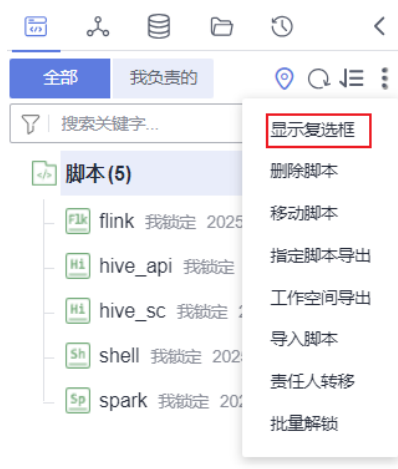 全部 我负责的
搜索关键字...
显示复选框
脚本 (5)
删除脚本
移动脚本
Flk flink 我锁定 2025
指定脚本导出
Hi hive_api 我锁定
工作空间导出
Hi hive_sc 我锁定
导入脚本
Sh shell 我锁定 202
责任人转移
Sp spark 我锁定 202
批量解锁